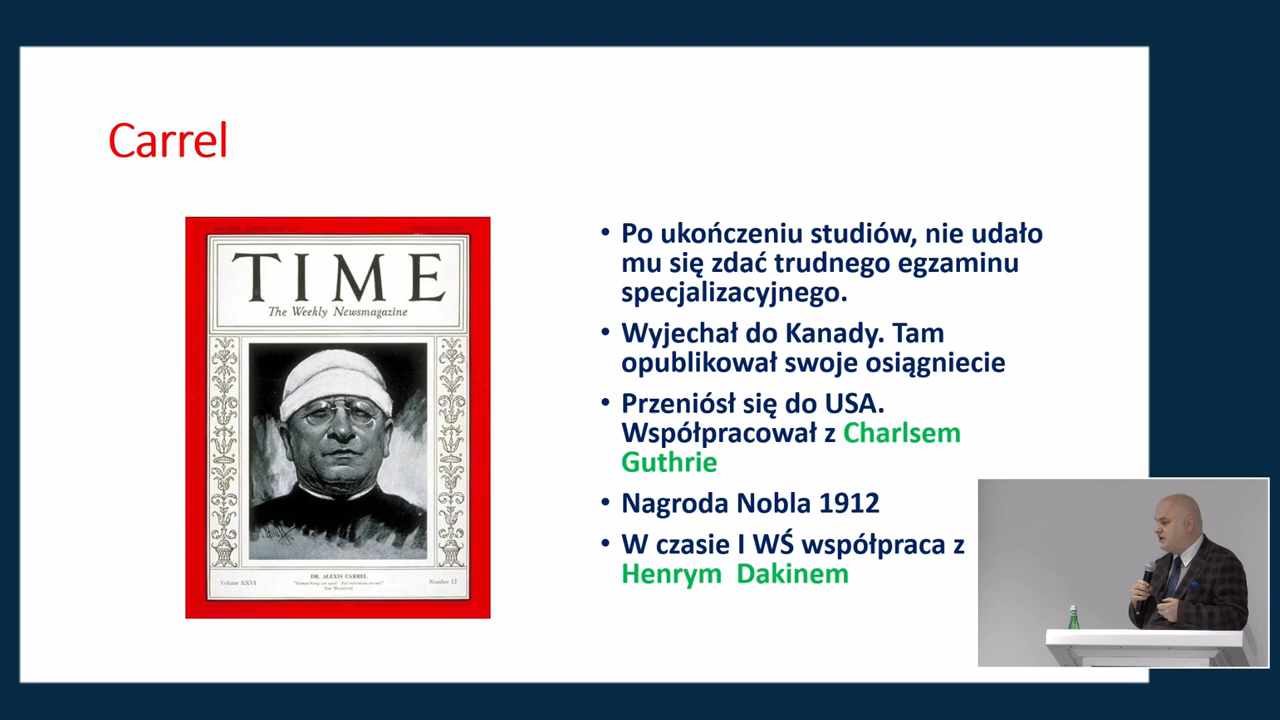 Carrel
TIME
The Weekly Newsmagazine
DR. ALEXIS CARREL
Volume XXVI
Number 12
• Po ukończeniu studiów, nie udało
mu się zdać trudnego egzaminu
specjalizacyjnego.
• Wyjechał do Kanady. Tam
opublikował swoje osiągniecie
• Przeniósł się do USA.
Współpracował z Charlsem
Guthrie
• Nagroda Nobla 1912
• W czasie I WŚ współpraca z
Henrym Dakinem